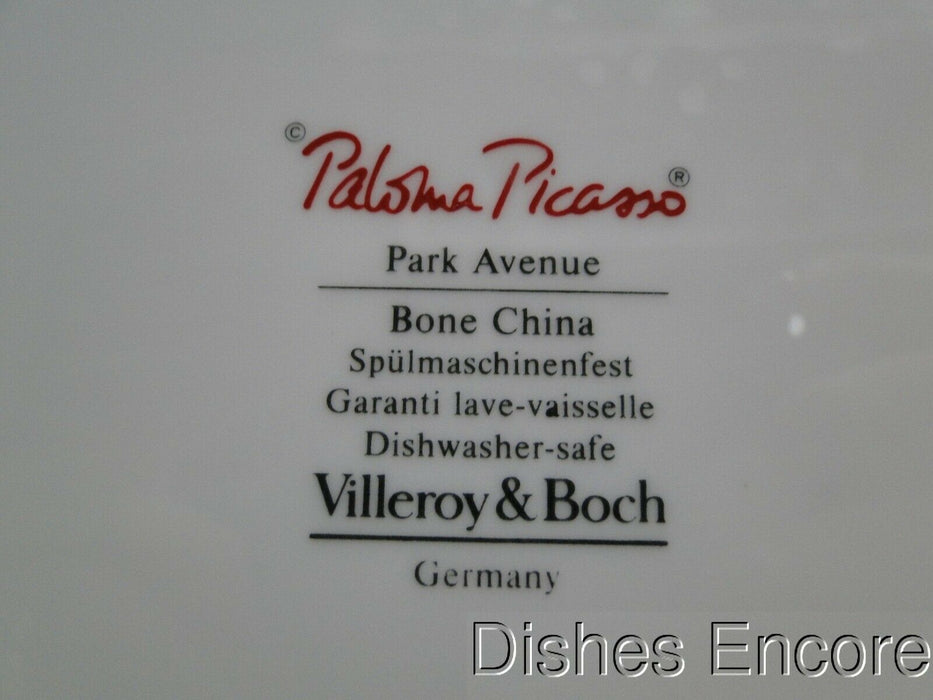 © Paloma Picasso ®
Park Avenue
Bone China
Spülmaschinenfest
Garanti lave-vaisselle
Dishwasher-safe
Villeroy & Boch
Germany
Dishes Encore